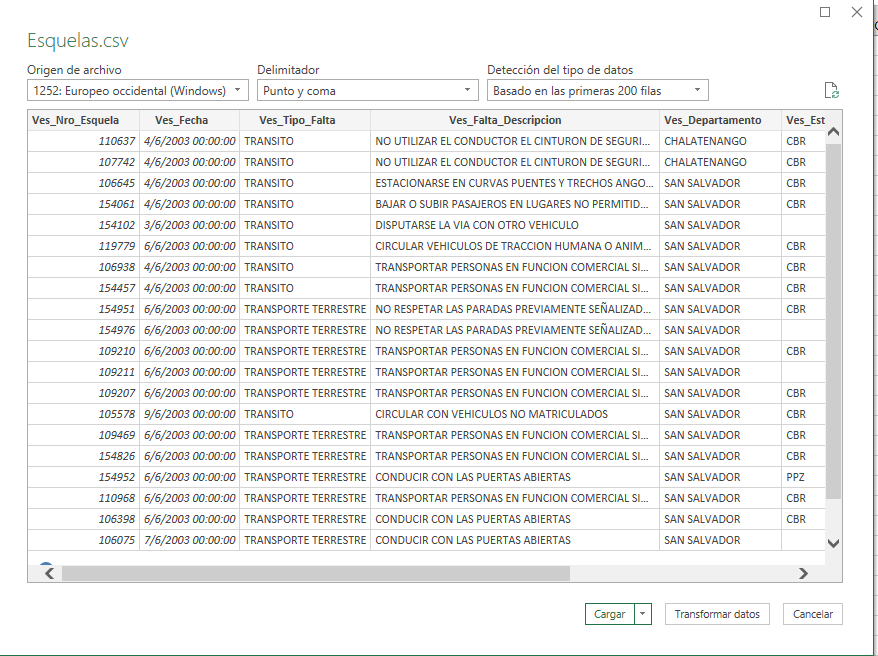 Esquelas.csv
Origen de archivo Delimitador Detección del tipo de datos
1252: Europeo occidental (Windows) Punto y coma Basado en las primeras 200 filas
Ves_Nro_Esquela Ves_Fecha Ves_Tipo_Falta Ves_Falta_Descripcion Ves_Departamento Ves_Est
110637 4/6/2003 00:00:00 TRANSITO NO UTILIZAR EL CONDUCTOR EL CINTURON DE SEGURI... CHALATENANGO CBR
107742 4/6/2003 00:00:00 TRANSITO NO UTILIZAR EL CONDUCTOR EL CINTURON DE SEGURI... CHALATENANGO CBR
106645 4/6/2003 00:00:00 TRANSITO ESTACIONARSE EN CURVAS PUENTES Y TRECHOS ANGO... SAN SALVADOR CBR
154061 4/6/2003 00:00:00 TRANSITO BAJAR O SUBIR PASAJEROS EN LUGARES NO PERMITID... SAN SALVADOR CBR
154102 3/6/2003 00:00:00 TRANSITO DISPUTARSE LA VIA CON OTRO VEHICULO SAN SALVADOR
119779 6/6/2003 00:00:00 TRANSITO CIRCULAR VEHICULOS DE TRACCION HUMANA O ANIM... SAN SALVADOR CBR
106938 4/6/2003 00:00:00 TRANSITO TRANSPORTAR PERSONAS EN FUNCION COMERCIAL SI... SAN SALVADOR CBR
154457 4/6/2003 00:00:00 TRANSITO TRANSPORTAR PERSONAS EN FUNCION COMERCIAL SI... SAN SALVADOR CBR
154951 6/6/2003 00:00:00 TRANSPORTE TERRESTRE NO RESPETAR LAS PARADAS PREVIAMENTE SEÑALIZAD... SAN SALVADOR CBR
154976 6/6/2003 00:00:00 TRANSPORTE TERRESTRE NO RESPETAR LAS PARADAS PREVIAMENTE SEÑALIZAD... SAN SALVADOR
109210 6/6/2003 00:00:00 TRANSPORTE TERRESTRE TRANSPORTAR PERSONAS EN FUNCION COMERCIAL SI... SAN SALVADOR CBR
109211 6/6/2003 00:00:00 TRANSPORTE TERRESTRE TRANSPORTAR PERSONAS EN FUNCION COMERCIAL SI... SAN SALVADOR
109207 6/6/2003 00:00:00 TRANSPORTE TERRESTRE TRANSPORTAR PERSONAS EN FUNCION COMERCIAL SI... SAN SALVADOR CBR
105578 9/6/2003 00:00:00 TRANSITO CIRCULAR CON VEHICULOS NO MATRICULADOS SAN SALVADOR CBR
109469 6/6/2003 00:00:00 TRANSPORTE TERRESTRE TRANSPORTAR PERSONAS EN FUNCION COMERCIAL SI... SAN SALVADOR CBR
154826 6/6/2003 00:00:00 TRANSPORTE TERRESTRE TRANSPORTAR PERSONAS EN FUNCION COMERCIAL SI... SAN SALVADOR CBR
154952 6/6/2003 00:00:00 TRANSPORTE TERRESTRE CONDUCIR CON LAS PUERTAS ABIERTAS SAN SALVADOR PPZ
110968 6/6/2003 00:00:00 TRANSPORTE TERRESTRE TRANSPORTAR PERSONAS EN FUNCION COMERCIAL SI... SAN SALVADOR CBR
106398 6/6/2003 00:00:00 TRANSPORTE TERRESTRE CONDUCIR CON LAS PUERTAS ABIERTAS SAN SALVADOR CBR
106075 7/6/2003 00:00:00 TRANSPORTE TERRESTRE CONDUCIR CON LAS PUERTAS ABIERTAS SAN SALVADOR
Cargar Transformar datos Cancelar